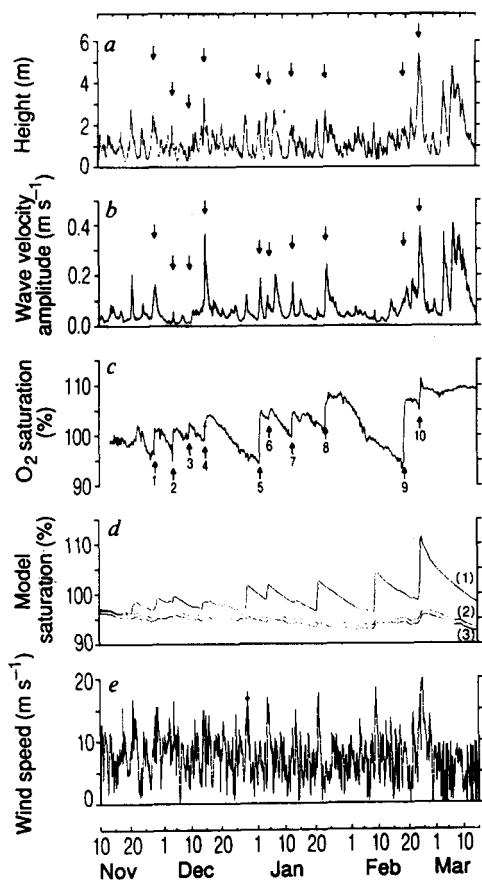 a
6
4
2
0
Height (m)
b
0.4
0.2
0.0
Wave velocity
amplitude (m s⁻¹)
c
110
100
90
O₂ saturation
(%)
1
2
3
4
5
6
7
8
9
10
d
110
100
90
Model
saturation (%)
(1)
(2)
(3)
e
20
10
0
Wind speed (m s⁻¹)
10 20 1 10 20 1 10 20 1 10 20 1 10
Nov Dec Jan Feb Mar